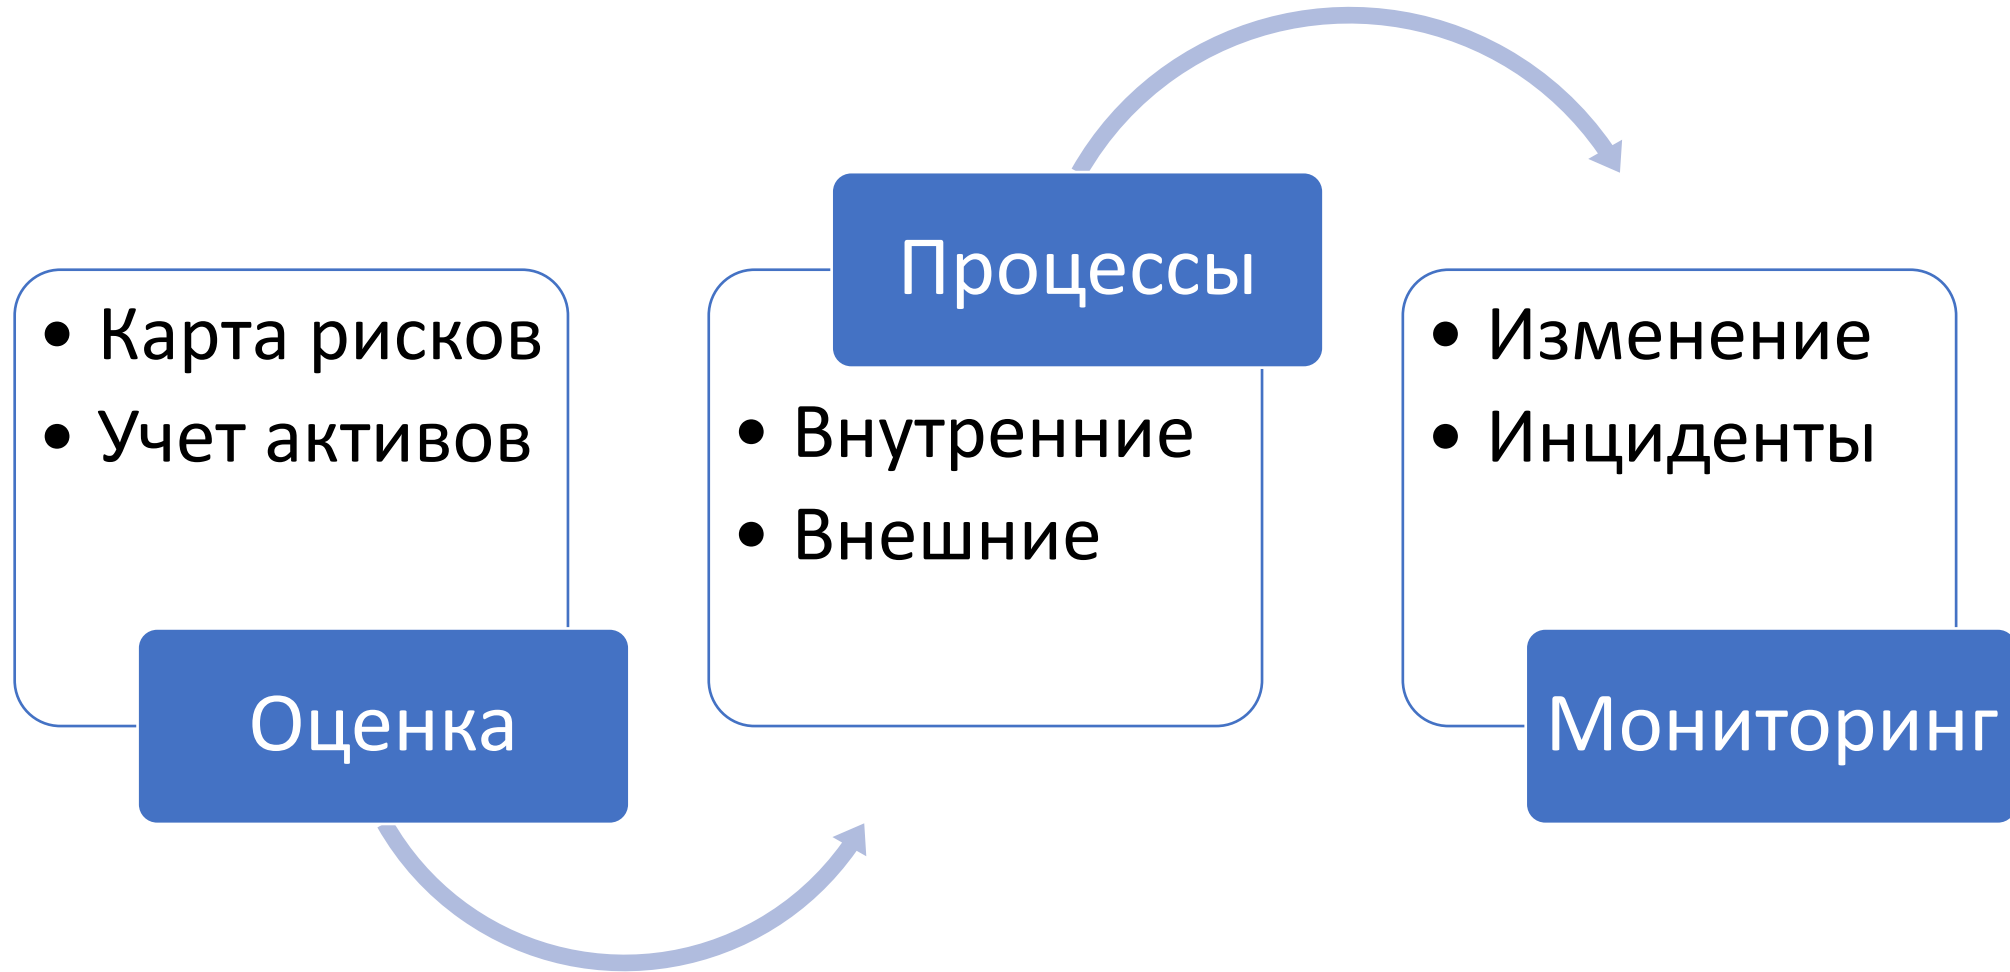 • Карта рисков
• Учет активов
Оценка
Процессы
• Внутренние
• Внешние
• Изменение
• Инциденты
Мониторинг